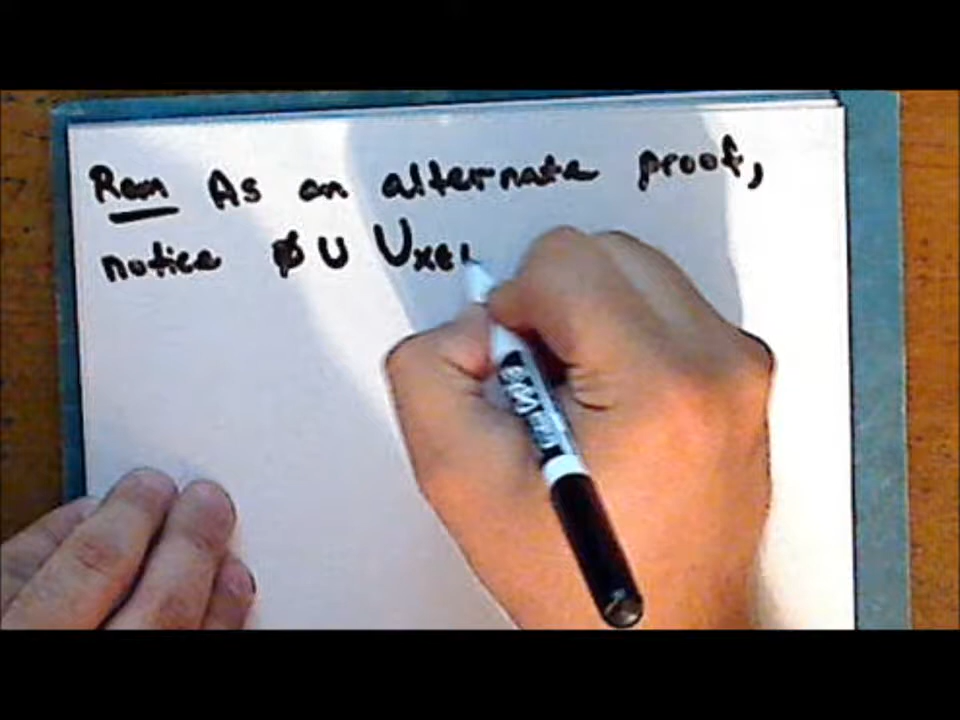 Rem As an alternate proof,
notice ∅ ∪ ∪x∈